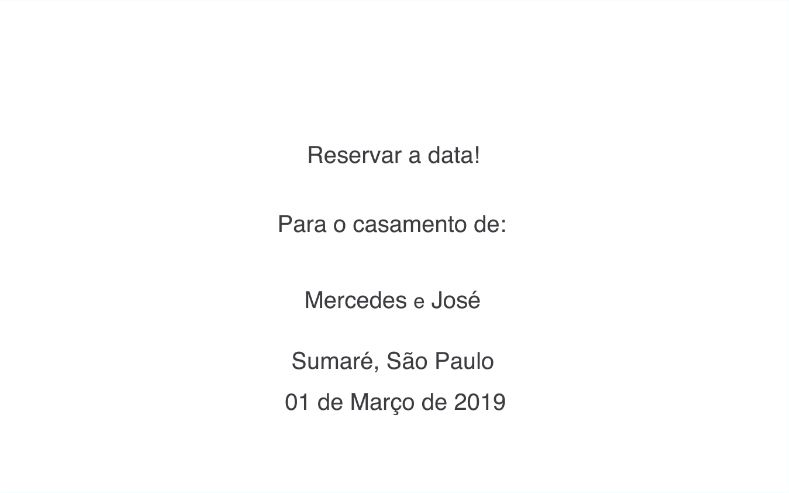 Reservar a data!
Para o casamento de:
Mercedes e José
Sumaré, São Paulo
01 de Março de 2019